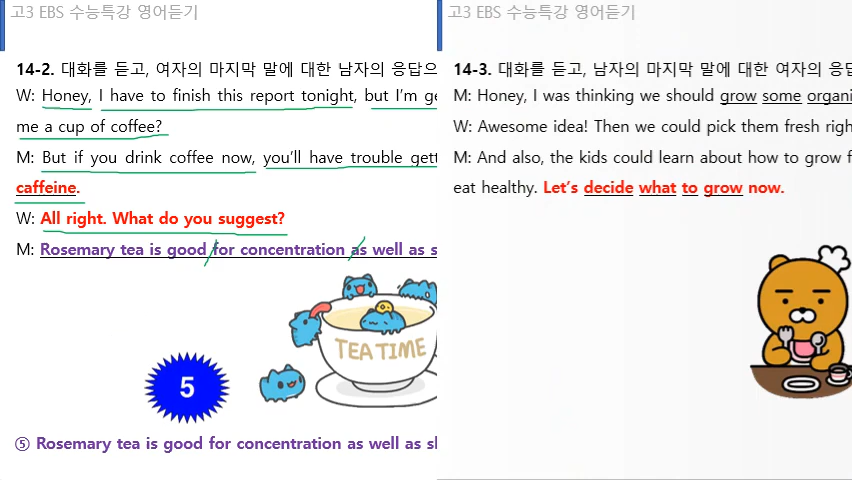 고3 EBS 수능특강 영어듣기
14-2. 대화를 듣고, 여자의 마지막 말에 대한 남자의 응답으
W: Honey, I have to finish this report tonight, but I'm
me a cup of coffee?
M: But if you drink coffee now, you'll have trouble
caffeine.
W: All right. What do you suggest?
M: Rosemary tea is good for concentration as well as
TEA TIME
5
⑤ Rosemary tea is good for concentration as well as
고3 EBS 수능특강 영어듣기
14-3. 대화를 듣고, 남자의 마지막 말에 대한 여자의
M: Honey, I was thinking we should grow some
W: Awesome idea! Then we could pick them fresh
M: And also, the kids could learn about how to grow
eat healthy. Let's decide what to grow now.